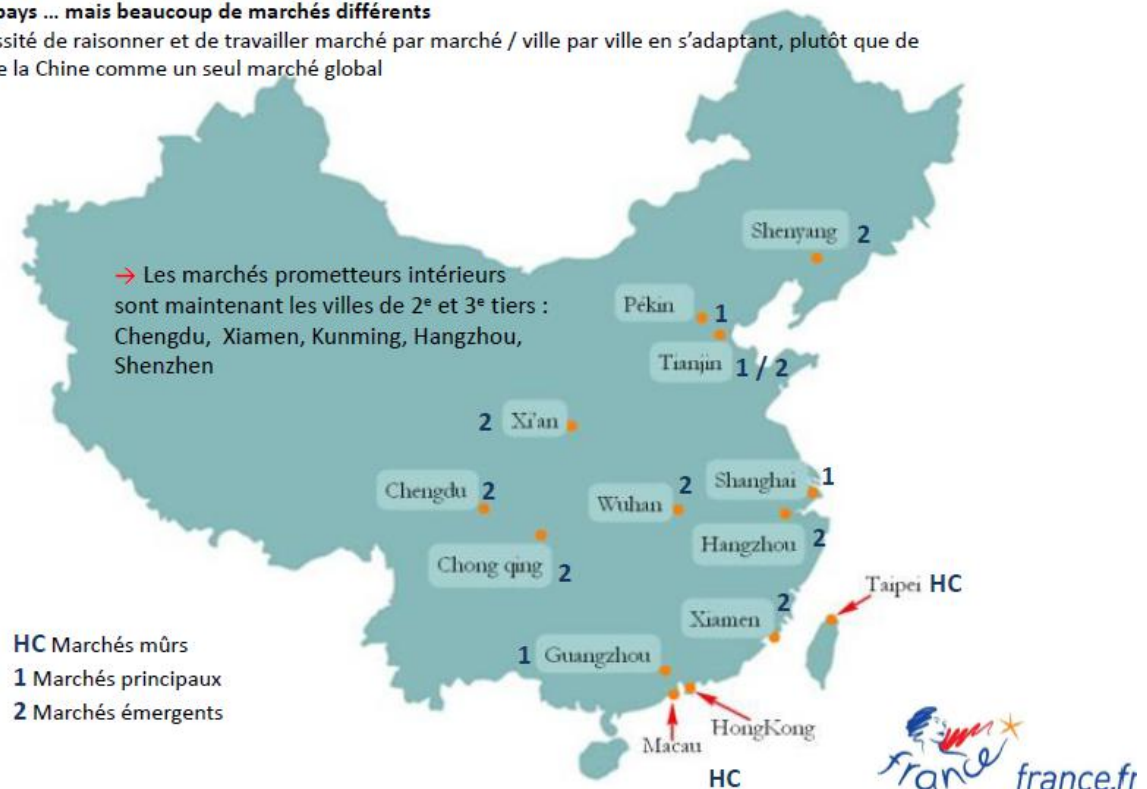 pays ... mais beaucoup de marchés différents
ssité de raisonner et de travailler marché par marché / ville par ville en s'adaptant, plutôt que de
e la Chine comme un seul marché global
Shenyang 2
→ Les marchés prometteurs intérieurs
sont maintenant les villes de 2e et 3e tiers :
Chengdu, Xiamen, Kunming, Hangzhou,
Shenzhen
Pékin 1
Tianjin 1 / 2
2 Xi'an
Chengdu 2
Wuhan 2
Shanghai 1
Hangzhou 2
Chong qing 2
Taipei HC
Xiamen 2
1 Guangzhou
HongKong
Macau
HC
HC Marchés mûrs
1 Marchés principaux
2 Marchés émergents
france france.fr